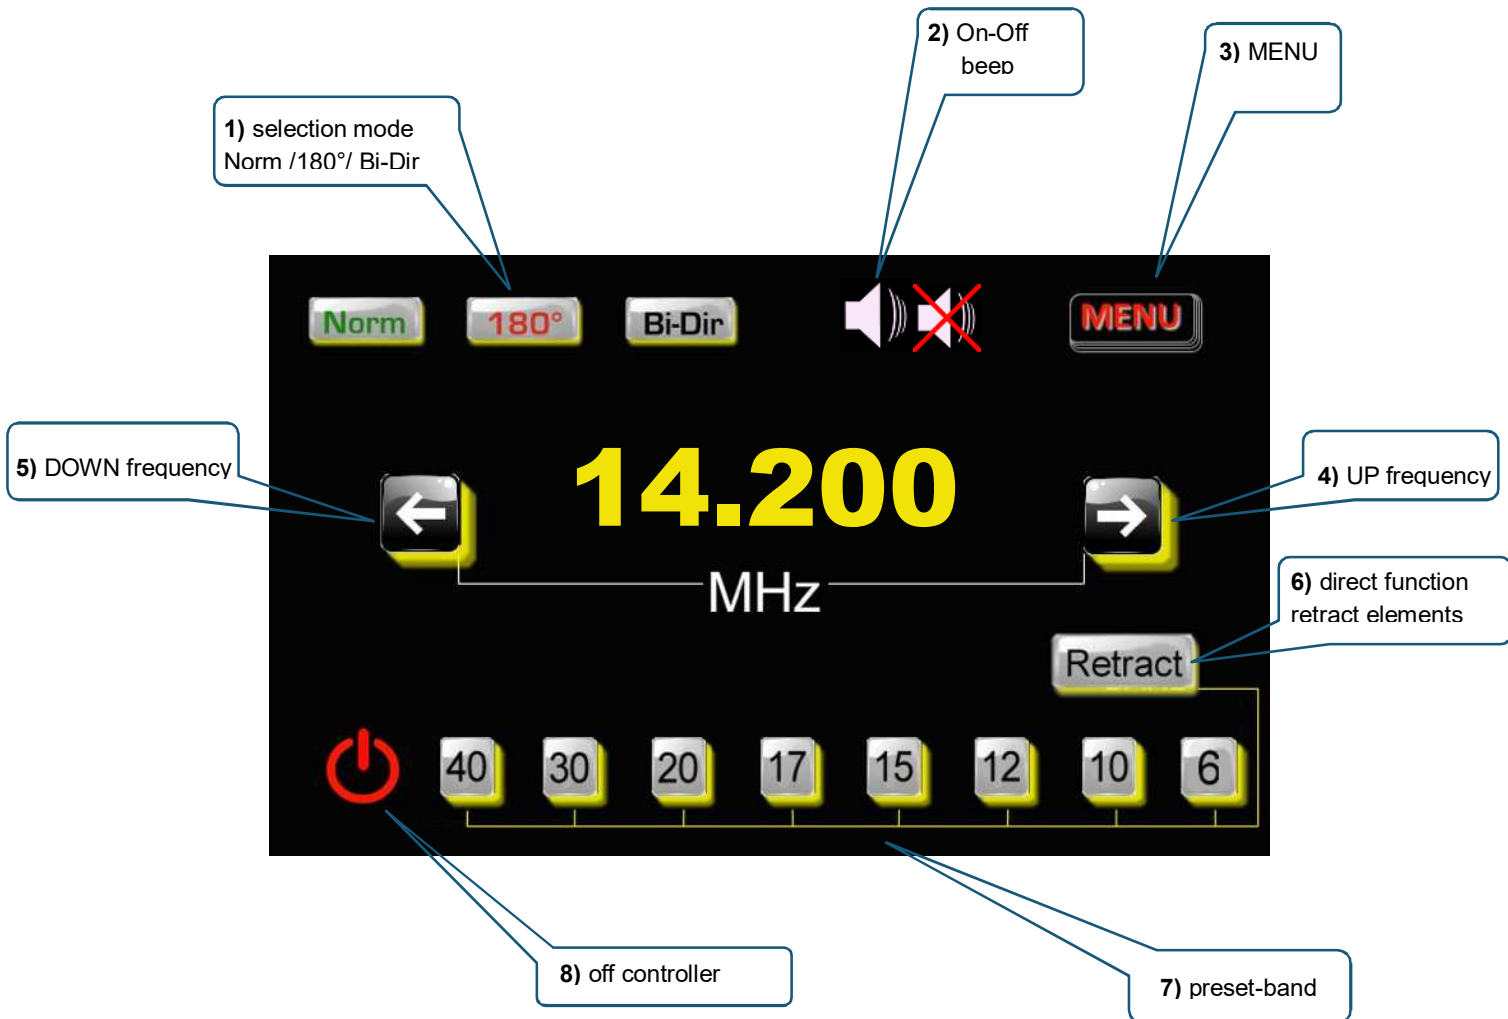 2) On-Off
beep
3) MENU
1) selection mode
Norm /180°/ Bi-Dir
Norm
180°
Bi-Dir
MENU
5) DOWN frequency
14.200
4) UP frequency
MHz
6) direct function
retract elements
Retract
40
30
20
17
15
12
10
6
8) off controller
7) preset-band